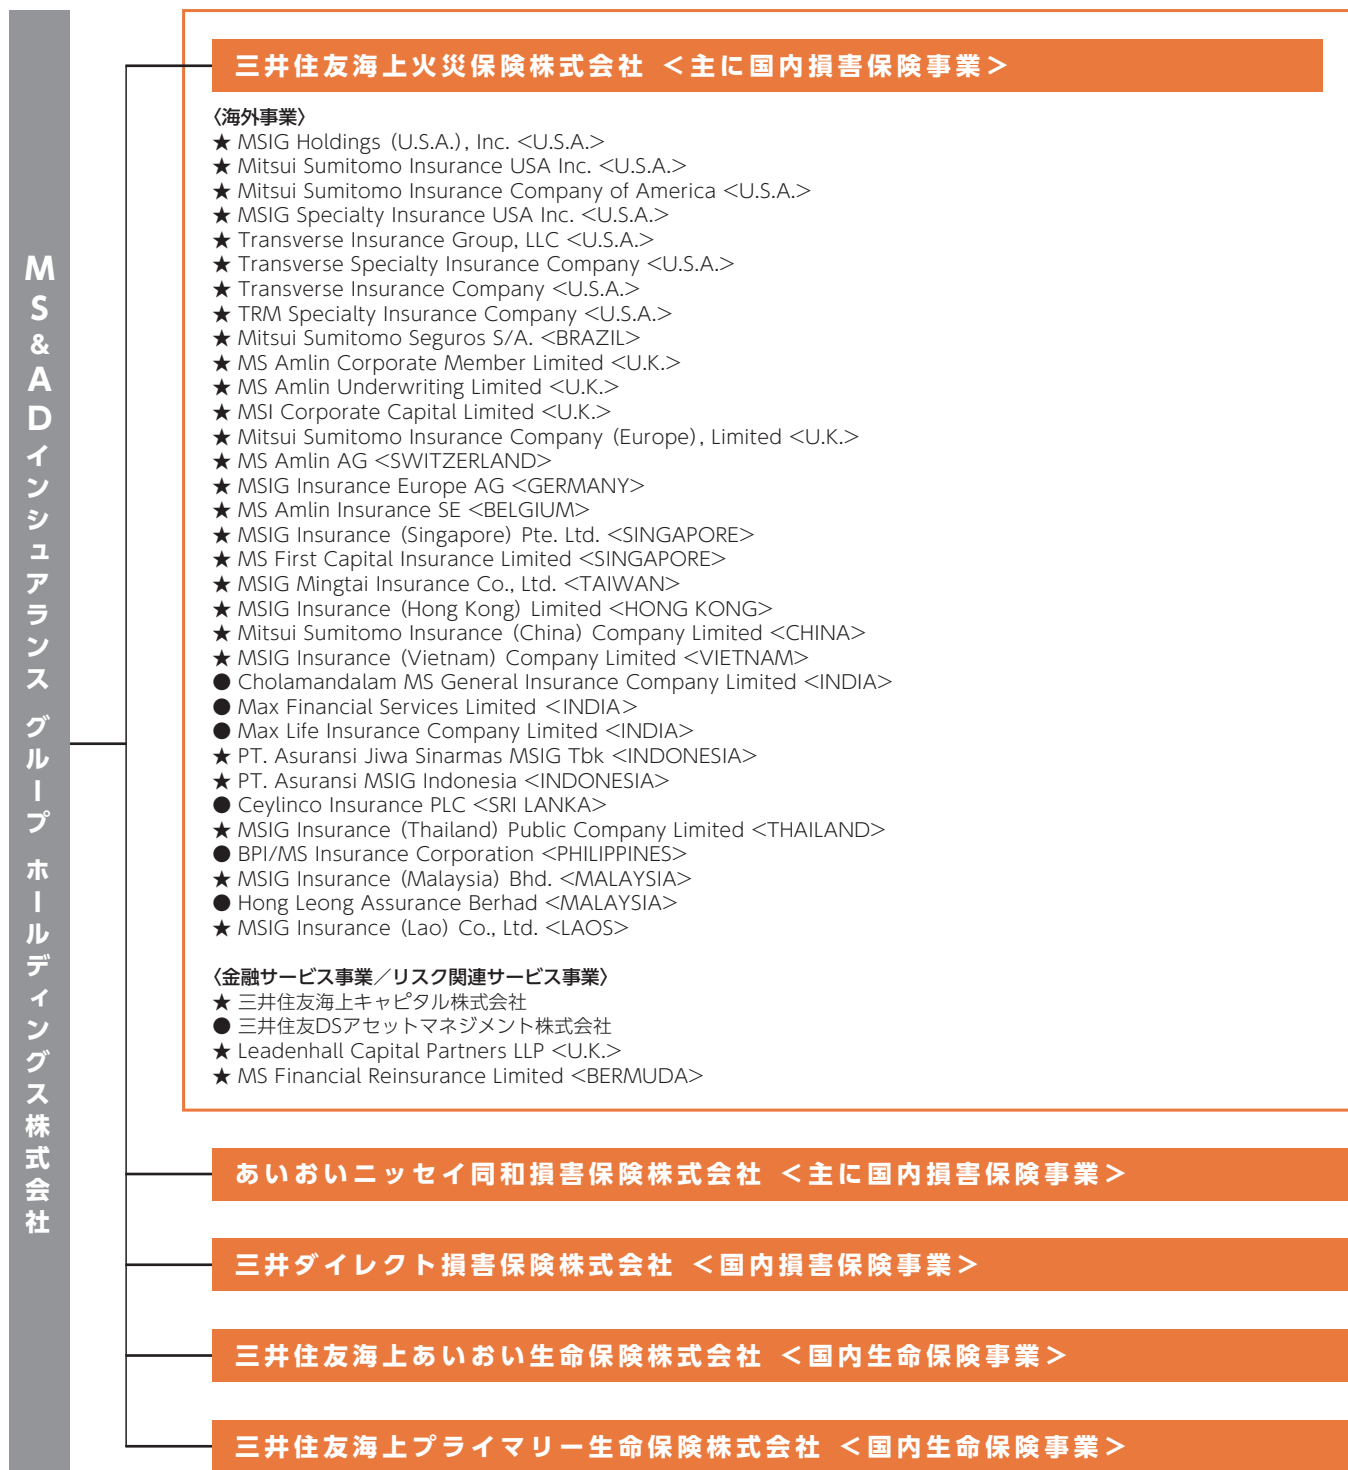 MS&ADインシュアランス グループ ホールディングス株式会社
三井住友海上火災保険株式会社 ＜主に国内損害保険事業＞
〈海外事業〉
★ MSIG Holdings (U.S.A.), Inc. <U.S.A.>
★ Mitsui Sumitomo Insurance USA Inc. <U.S.A.>
★ Mitsui Sumitomo Insurance Company of America <U.S.A.>
★ MSIG Specialty Insurance USA Inc. <U.S.A.>
★ Transverse Insurance Group, LLC <U.S.A.>
★ Transverse Specialty Insurance Company <U.S.A.>
★ Transverse Insurance Company <U.S.A.>
★ TRM Specialty Insurance Company <U.S.A.>
★ Mitsui Sumitomo Seguros S/A. <BRAZIL>
★ MS Amlin Corporate Member Limited <U.K.>
★ MS Amlin Underwriting Limited <U.K.>
★ MSI Corporate Capital Limited <U.K.>
★ Mitsui Sumitomo Insurance Company (Europe), Limited <U.K.>
★ MS Amlin AG <SWITZERLAND>
★ MSIG Insurance Europe AG <GERMANY>
★ MS Amlin Insurance SE <BELGIUM>
★ MSIG Insurance (Singapore) Pte. Ltd. <SINGAPORE>
★ MS First Capital Insurance Limited <SINGAPORE>
★ MSIG Mingtai Insurance Co., Ltd. <TAIWAN>
★ MSIG Insurance (Hong Kong) Limited <HONG KONG>
★ Mitsui Sumitomo Insurance (China) Company Limited <CHINA>
★ MSIG Insurance (Vietnam) Company Limited <VIETNAM>
● Cholamandalam MS General Insurance Company Limited <INDIA>
● Max Financial Services Limited <INDIA>
● Max Life Insurance Company Limited <INDIA>
★ PT. Asuransi Jiwa Sinarmas MSIG Tbk <INDONESIA>
★ PT. Asuransi MSIG Indonesia <INDONESIA>
● Ceylinco Insurance PLC <SRI LANKA>
★ MSIG Insurance (Thailand) Public Company Limited <THAILAND>
● BPI/MS Insurance Corporation <PHILIPPINES>
★ MSIG Insurance (Malaysia) Bhd. <MALAYSIA>
● Hong Leong Assurance Berhad <MALAYSIA>
★ MSIG Insurance (Lao) Co., Ltd. <LAOS>
〈金融サービス事業／リスク関連サービス事業〉
★ 三井住友海上キャピタル株式会社
● 三井住友DSアセットマネジメント株式会社
★ Leadenhall Capital Partners LLP <U.K.>
★ MS Financial Reinsurance Limited <BERMUDA>
あいおいニッセイ同和損害保険株式会社 ＜主に国内損害保険事業＞
三井ダイレクト損害保険株式会社 ＜国内損害保険事業＞
三井住友海上あいおい生命保険株式会社 ＜国内生命保険事業＞
三井住友海上プライマリー生命保険株式会社 ＜国内生命保険事業＞